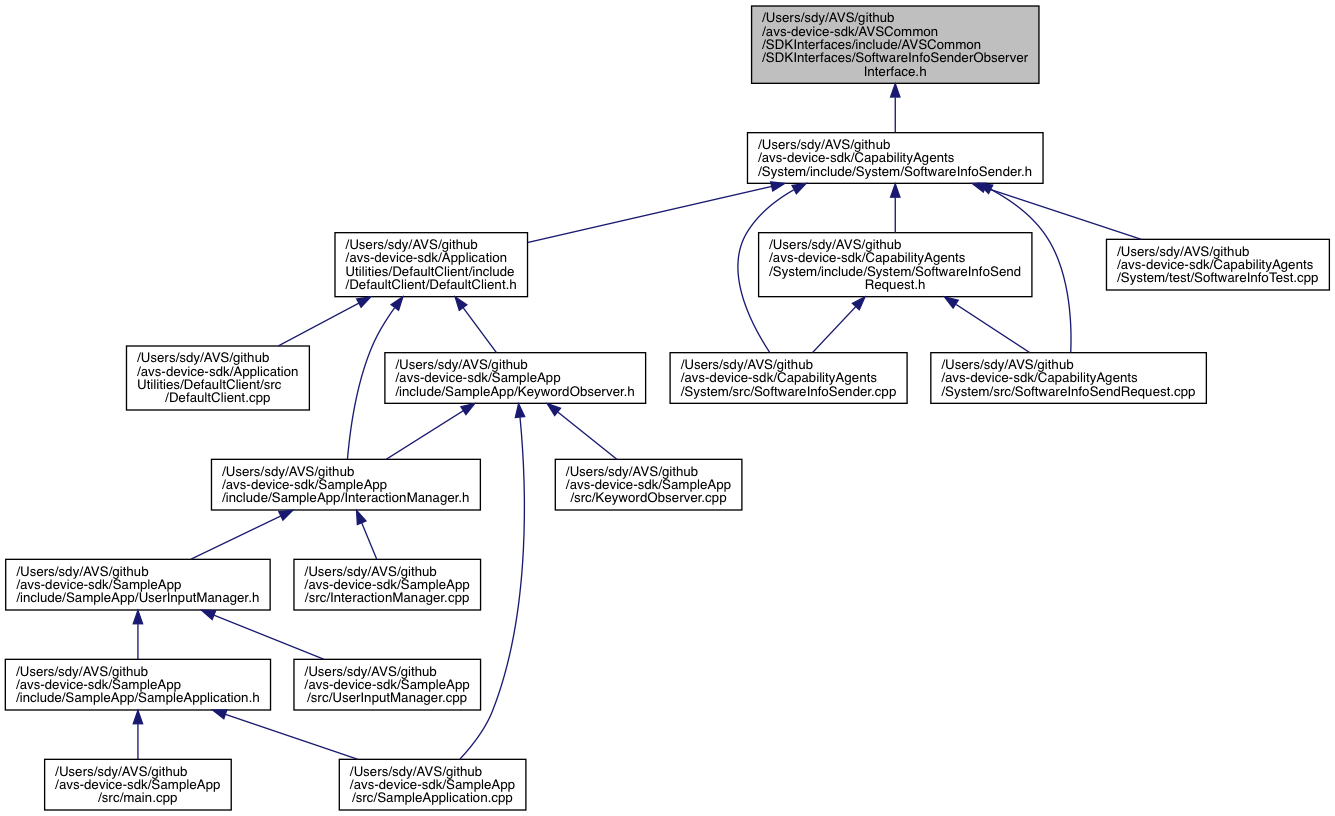 /Users/sdy/AVS/github
/avs-device-sdk/AVSCommon
/SDKInterfaces/include/AVSCommon
/SDKInterfaces/SoftwareInfoSenderObserver
Interface.h
/Users/sdy/AVS/github
/avs-device-sdk/CapabilityAgents
/System/include/System/SoftwareInfoSender.h
/Users/sdy/AVS/github
/avs-device-sdk/Application
Utilities/DefaultClient/include
/DefaultClient/DefaultClient.h
/Users/sdy/AVS/github
/avs-device-sdk/CapabilityAgents
/System/include/System/SoftwareInfoSend
Request.h
/Users/sdy/AVS/github
/avs-device-sdk/CapabilityAgents
/System/test/SoftwareInfoTest.cpp
/Users/sdy/AVS/github
/avs-device-sdk/Application
Utilities/DefaultClient/src
/DefaultClient.cpp
/Users/sdy/AVS/github
/avs-device-sdk/SampleApp
/include/SampleApp/KeywordObserver.h
/Users/sdy/AVS/github
/avs-device-sdk/CapabilityAgents
/System/src/SoftwareInfoSender.cpp
/Users/sdy/AVS/github
/avs-device-sdk/CapabilityAgents
/System/src/SoftwareInfoSendRequest.cpp
/Users/sdy/AVS/github
/avs-device-sdk/SampleApp
/include/SampleApp/InteractionManager.h
/Users/sdy/AVS/github
/avs-device-sdk/SampleApp
/src/KeywordObserver.cpp
/Users/sdy/AVS/github
/avs-device-sdk/SampleApp
/include/SampleApp/UserInputManager.h
/Users/sdy/AVS/github
/avs-device-sdk/SampleApp
/src/InteractionManager.cpp
/Users/sdy/AVS/github
/avs-device-sdk/SampleApp
/include/SampleApp/SampleApplication.h
/Users/sdy/AVS/github
/avs-device-sdk/SampleApp
/src/UserInputManager.cpp
/Users/sdy/AVS/github
/avs-device-sdk/SampleApp
/src/main.cpp
/Users/sdy/AVS/github
/avs-device-sdk/SampleApp
/src/SampleApplication.cpp